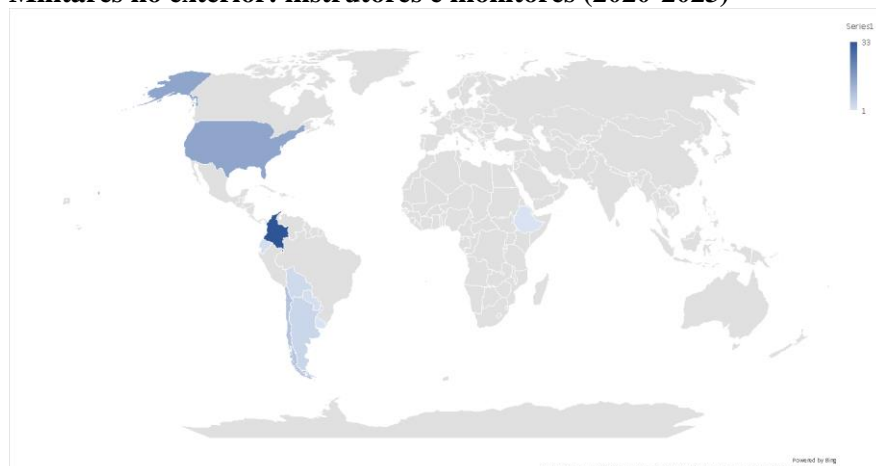 Militares no exterior: instrutores e monitores (2020-2023)
Series1
33
1
Powered by Bing